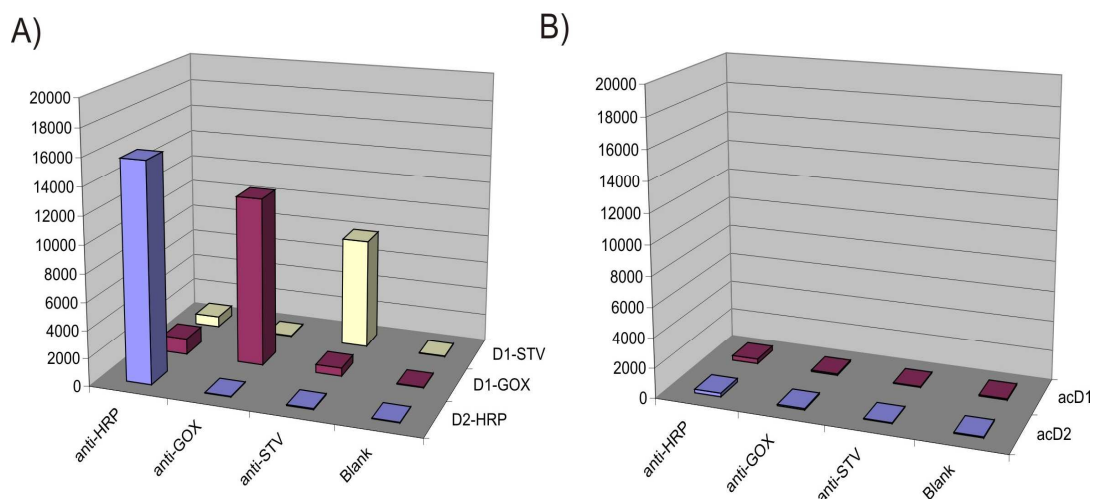 A)
20000
18000
16000
14000
12000
10000
8000
6000
4000
2000
0
anti-HRP
anti-GOX
anti-STV
Blank
D1-STV
D1-GOX
D2-HRP
B)
20000
18000
16000
14000
12000
10000
8000
6000
4000
2000
0
anti-HRP
anti-GOX
anti-STV
Blank
acD1
acD2